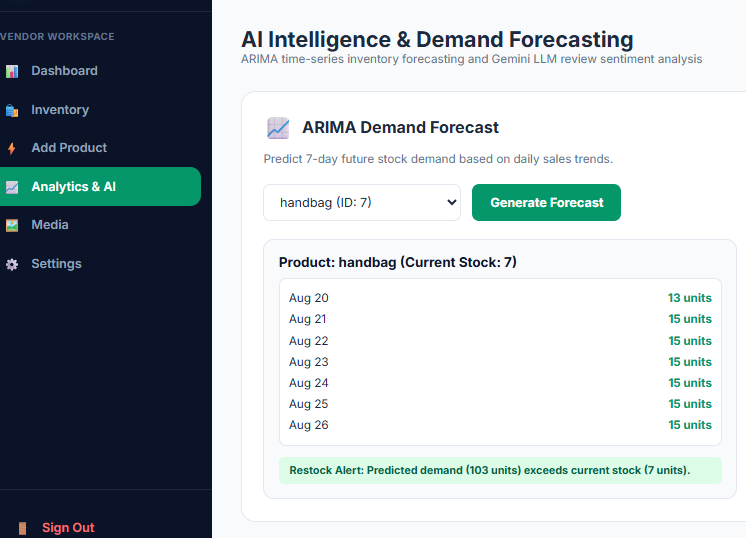 VENDOR WORKSPACE
Dashboard
Inventory
Add Product
Analytics & AI
Media
Settings
Sign Out
AI Intelligence & Demand Forecasting
ARIMA time-series inventory forecasting and Gemini LLM review sentiment analysis
ARIMA Demand Forecast
Predict 7-day future stock demand based on daily sales trends.
handbag (ID: 7)
Generate Forecast
Product: handbag (Current Stock: 7)
Aug 20 13 units
Aug 21 15 units
Aug 22 15 units
Aug 23 15 units
Aug 24 15 units
Aug 25 15 units
Aug 26 15 units
Restock Alert: Predicted demand (103 units) exceeds current stock (7 units).